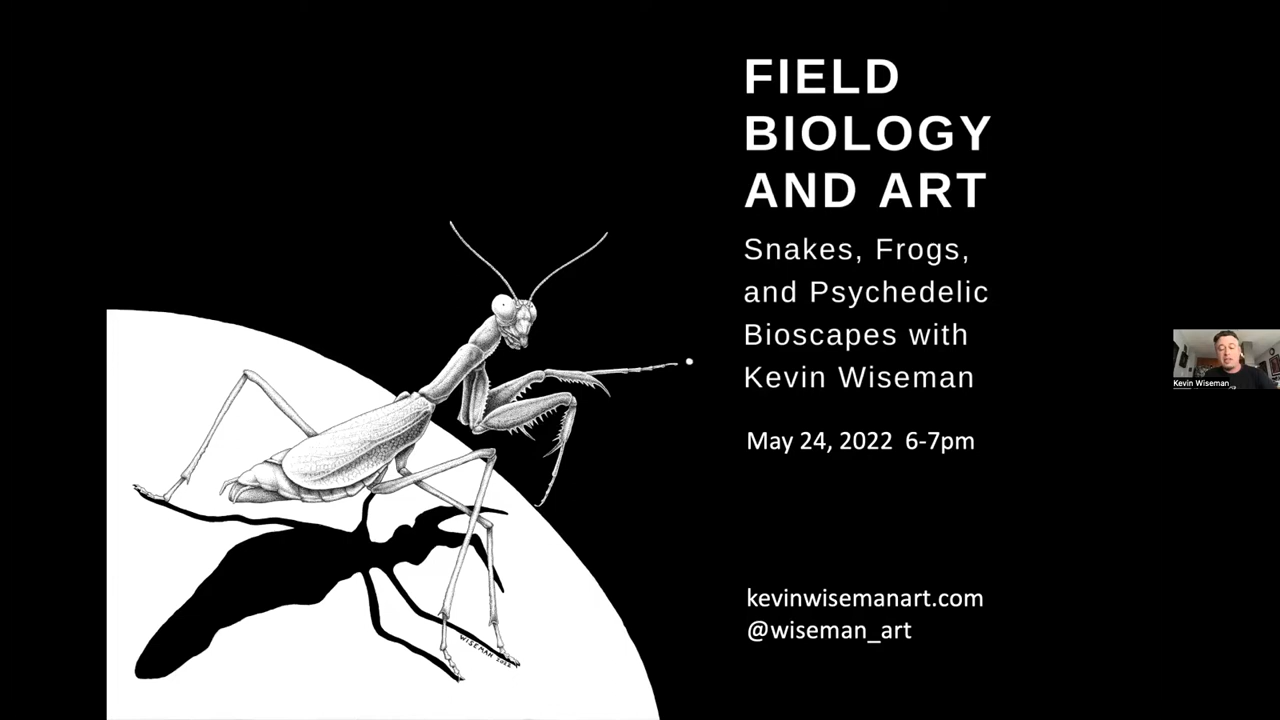 FIELD
BIOLOGY
AND ART
Snakes, Frogs,
and Psychedelic
Bioscapes with
Kevin Wiseman
May 24, 2022 6-7pm
kevinwisemanart.com
@wiseman_art
Kevin Wiseman
WISEMAN 2022